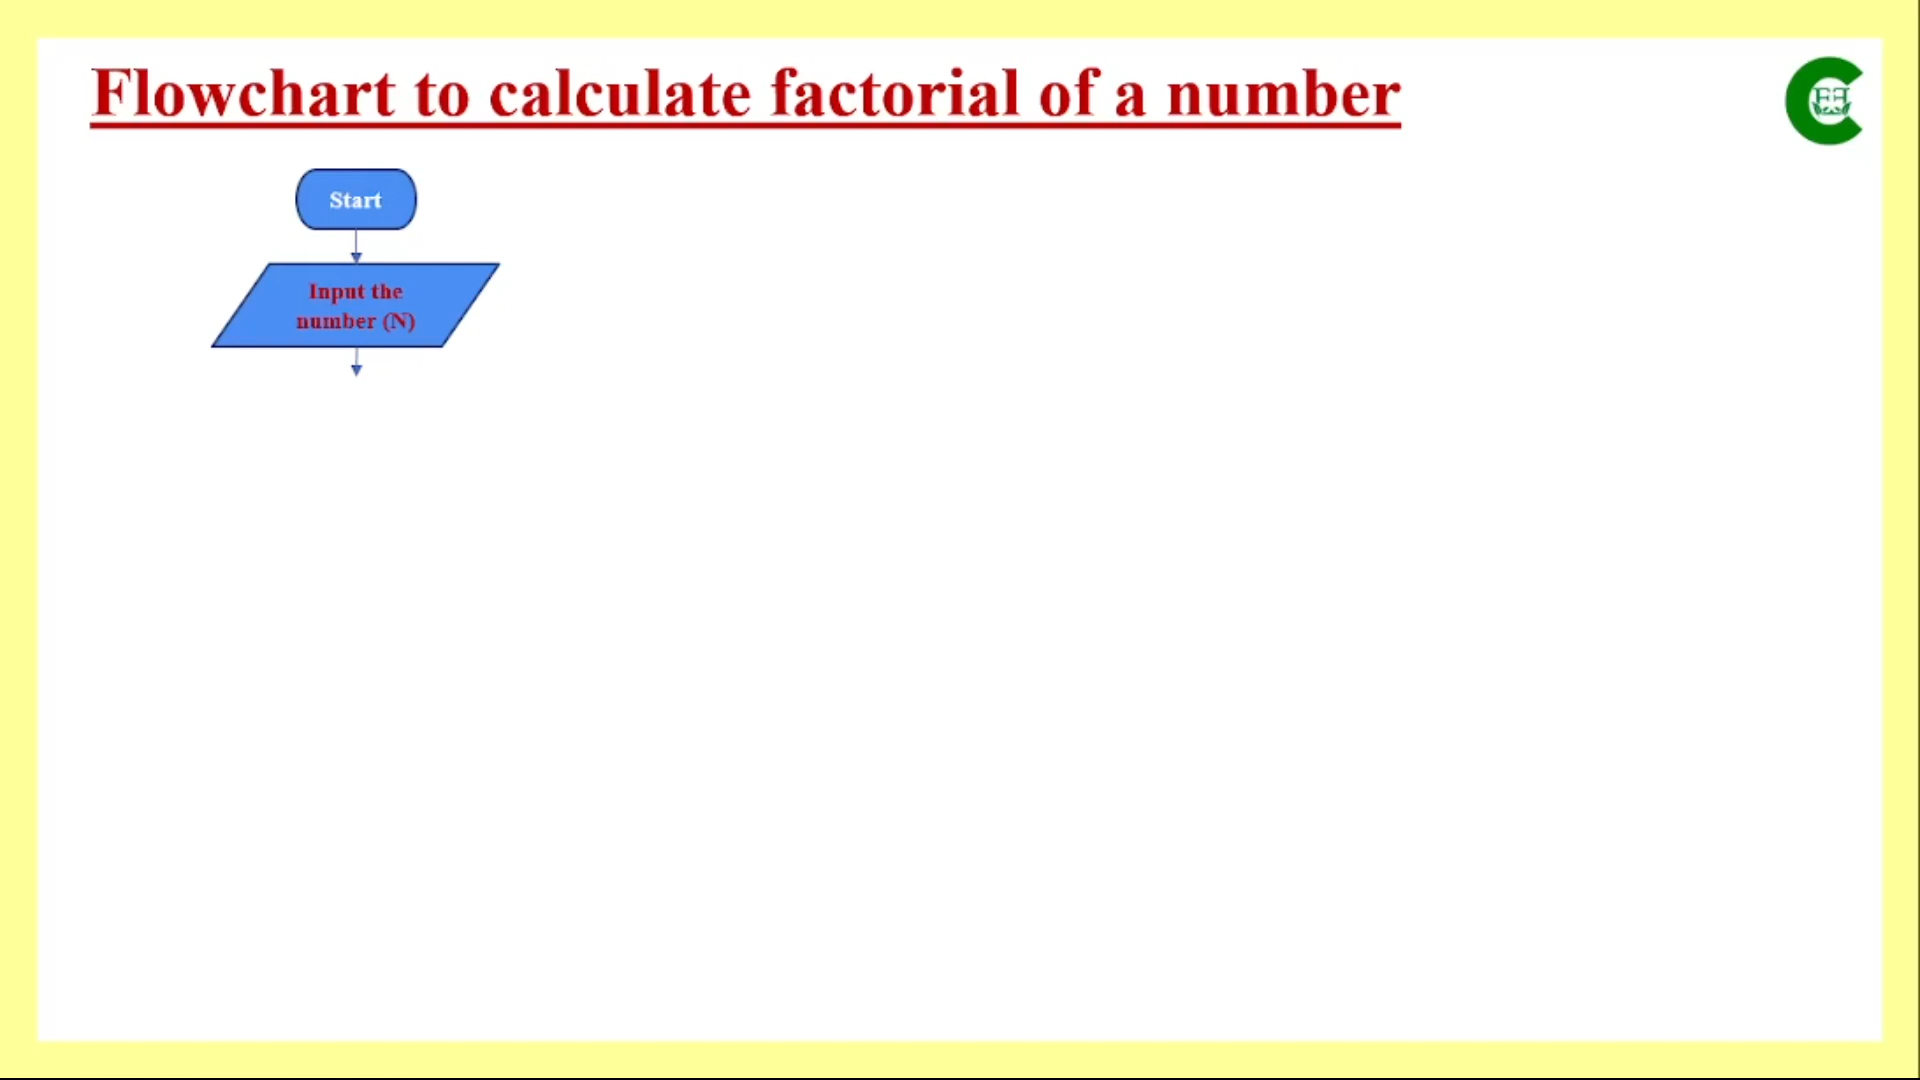 Flowchart to calculate factorial of a number
Start
Input the
number (N)